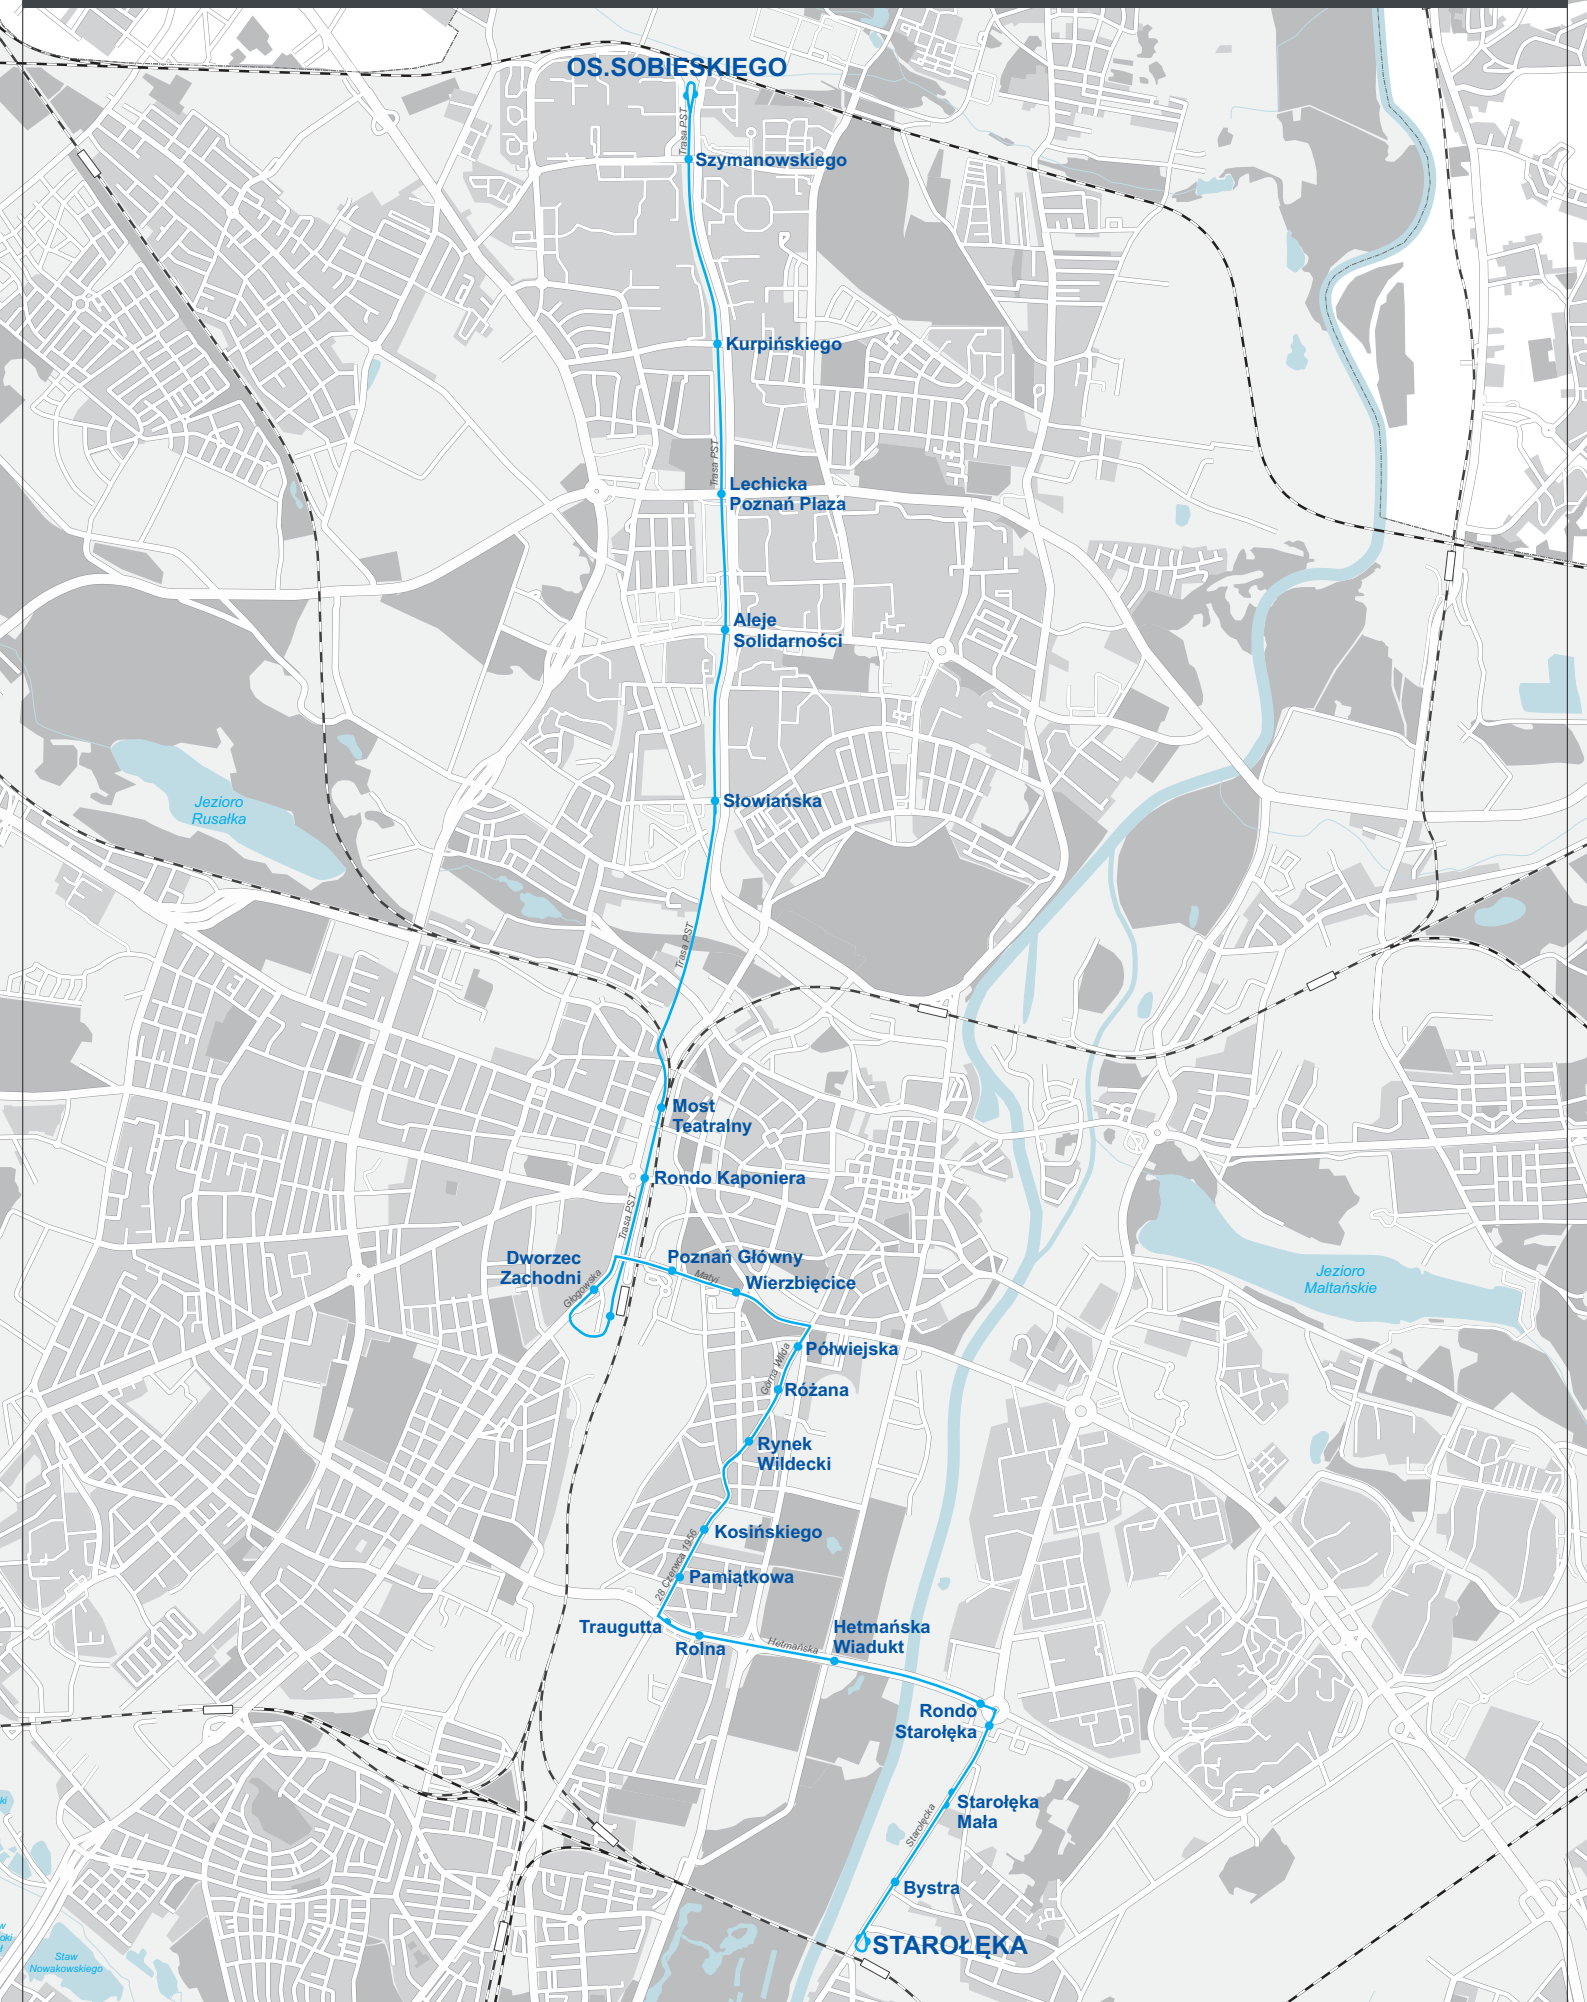 OS.SOBIESKIEGO
Trasa PST
Szymanowskiego
Kurpińskiego
Trasa PST
Lechicka
Poznań Plaza
Aleje
Solidarności
Jezioro
Rusałka
Słowiańska
Trasa PST
Most
Teatralny
Rondo Kaponiera
Trasa PST
Dworzec
Zachodni
Głogowska
Poznań Główny
Matyi
Wierzbięcice
Jezioro
Maltańskie
Półwiejska
Górna Wilda
Różana
Rynek
Wildecki
Kosińskiego
28 Czerwca 1956
Pamiątkowa
Traugutta
Rolna
Hetmańska
Hetmańska
Wiadukt
Rondo
Starołęka
Starołęka
Mała
Starołęcka
Bystra
STAROŁĘKA
Staw
Nowakowskiego